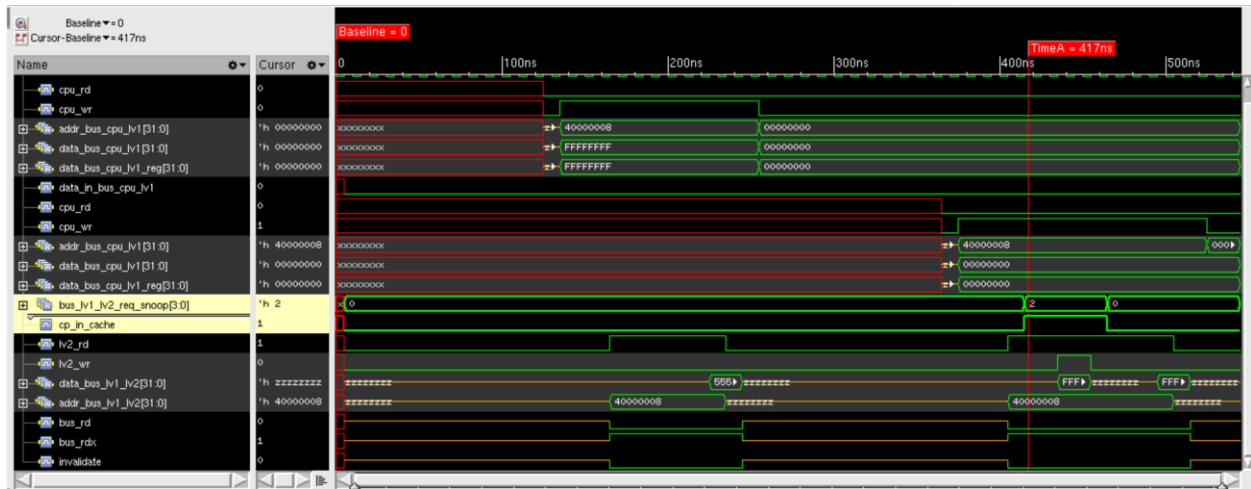 Baseline▼=0
Cursor-Baseline▼=417ns
Baseline = 0
TimeA = 417ns
Name Cursor 0 100ns 200ns 300ns 400ns 500ns
cpu_rd 0
cpu_wr 0
addr_bus_cpu_lv1[31:0] 'h 00000000 xxxxxxxx z 40000008 00000000
data_bus_cpu_lv1[31:0] 'h 00000000 xxxxxxxx z FFFFFFFF 00000000
data_bus_cpu_lv1_reg[31:0] 'h 00000000 xxxxxxxx z FFFFFFFF 00000000
data_in_bus_cpu_lv1 0
cpu_rd 0
cpu_wr 1
addr_bus_cpu_lv1[31:0] 'h 40000008 xxxxxxxx z 40000008 000
data_bus_cpu_lv1[31:0] 'h 00000000 xxxxxxxx z 00000000
data_bus_cpu_lv1_reg[31:0] 'h 00000000 xxxxxxxx z 00000000
bus_lv1_lv2_req_snoop[3:0] 'h 2 x 0 2 0
cp_in_cache 1
lv2_rd 1
lv2_wr 0
data_bus_lv1_lv2[31:0] 'h zzzzzzzz zzzzzzzz 555 zzzzzzzz FFF zzzzzzzz FFF zzzzzzzz
addr_bus_lv1_lv2[31:0] 'h 40000008 zzzzzzzz 40000008 zzzzzzzz 40000008 zzzzzzzz
bus_rd 0
bus_rdx 1
invalidate 0